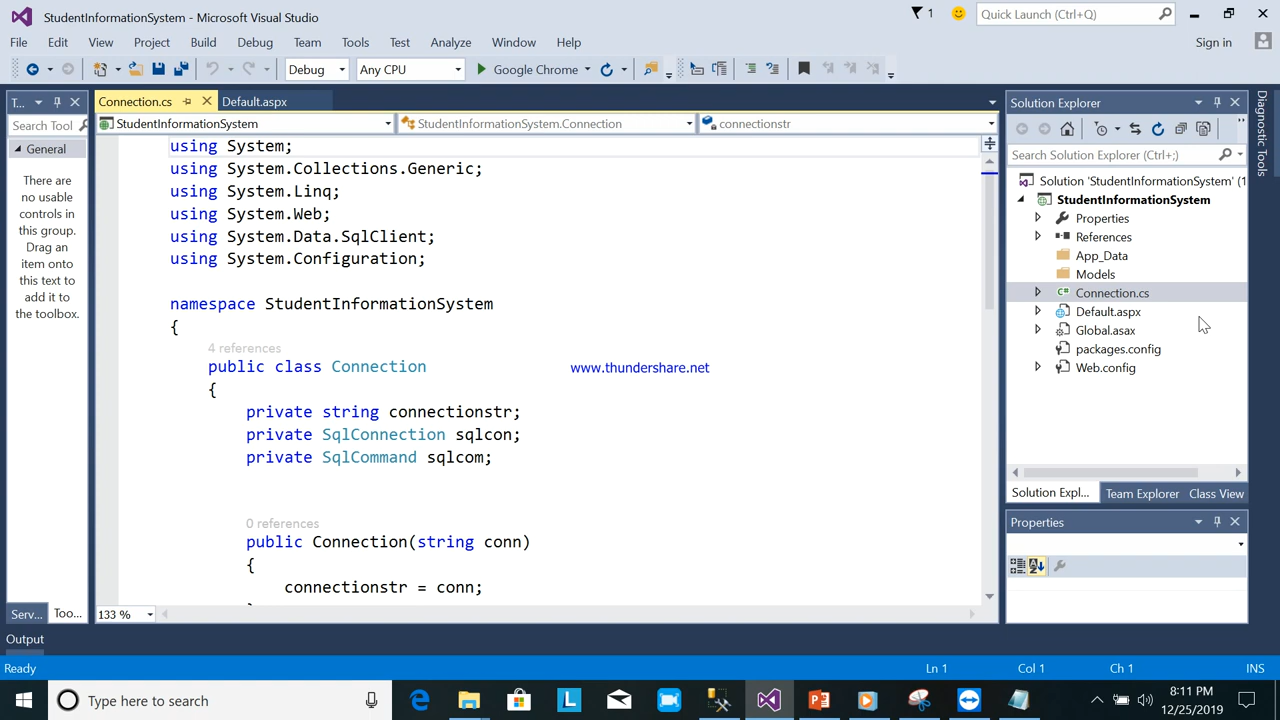 StudentInformationSystem - Microsoft Visual Studio
1
Quick Launch (Ctrl+Q)
File Edit View Project Build Debug Team Tools Test Analyze Window Help
Sign in
Debug Any CPU Google Chrome
T...
Search Tool
General
There are
no usable
controls in
this group.
Drag an
item onto
this text to
add it to
the toolbox.
Serv... Too...
Connection.cs Default.aspx
StudentInformationSystem StudentInformationSystem.Connection connectionstr
using System;
using System.Collections.Generic;
using System.Linq;
using System.Web;
using System.Data.SqlClient;
using System.Configuration;
namespace StudentInformationSystem
{
4 references
public class Connection
www.thundershare.net
{
private string connectionstr;
private SqlConnection sqlcon;
private SqlCommand sqlcom;
0 references
public Connection(string conn)
{
connectionstr = conn;
133 %
Solution Explorer
Search Solution Explorer (Ctrl+;)
Solution 'StudentInformationSystem' (1
StudentInformationSystem
Properties
References
App_Data
Models
C# Connection.cs
Default.aspx
Global.asax
packages.config
Web.config
Solution Expl... Team Explorer Class View
Properties
Diagnostic Tools
Output
Ready Ln 1 Col 1 Ch 1 INS
Type here to search
8:11 PM
12/25/2019